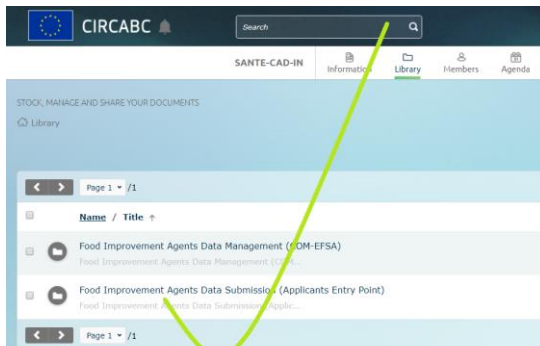 CIRCABC
Search
SANTE-CAD-IN
Information
Library
Members
Agenda
STOCK, MANAGE AND SHARE YOUR DOCUMENTS
Library
Page 1 /1
Name / Title ↑
Food Improvement Agents Data Management (COM-EFSA)
Food Improvement Agents Data Management (COM...
Food Improvement Agents Data Submission (Applicants Entry Point)
Food Improvement Agents Data Submission (Applic...
Page 1 /1